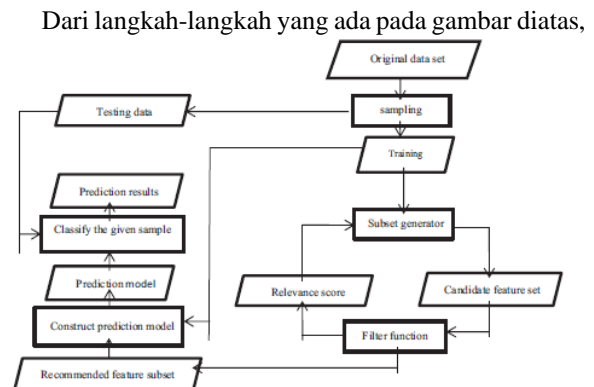 Dari langkah-langkah yang ada pada gambar diatas,
Original data set
Testing data
sampling
Training
Prediction results
Subset generator
Classify the given sample
Prediction model
Relevance score
Candidate feature set
Construct prediction model
Filter function
Recommended feature subset